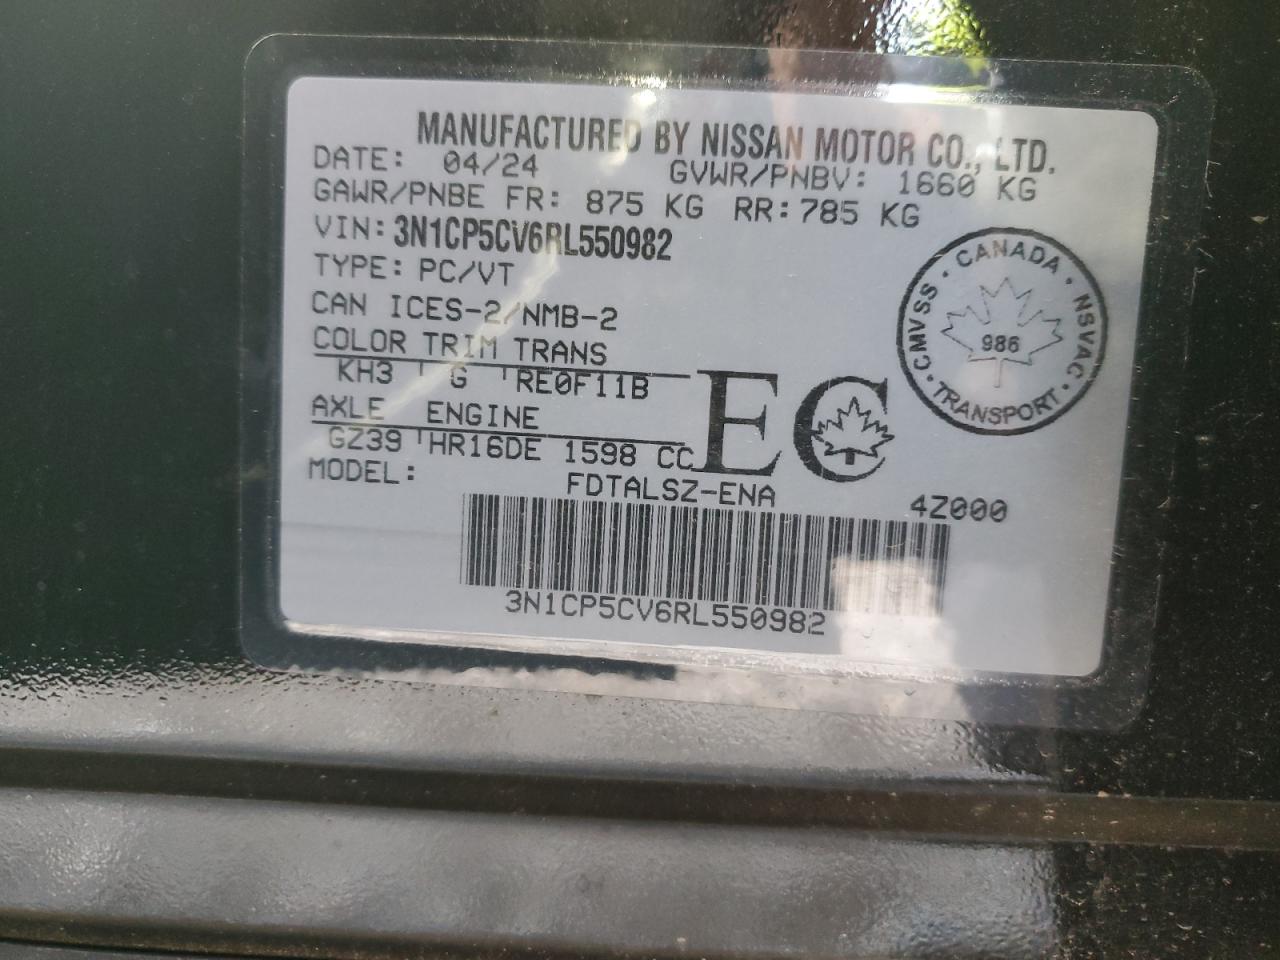 MANUFACTURED BY NISSAN MOTOR CO., LTD.
DATE: 04/24 GVWR/PNBV: 1660 KG
GAWR/PNBE FR: 875 KG RR: 785 KG
VIN: 3N1CP5CV6RL550982
TYPE: PC/VT
CAN ICES-2/NMB-2
COLOR TRIM TRANS
KH3 G RE0F11B
AXLE ENGINE
GZ39 HR16DE 1598 CC
MODEL: FDTALSZ-ENA 4Z000
EC
CMVSS • CANADA • NSVAC • TRANSPORT •
986
3N1CP5CV6RL550982